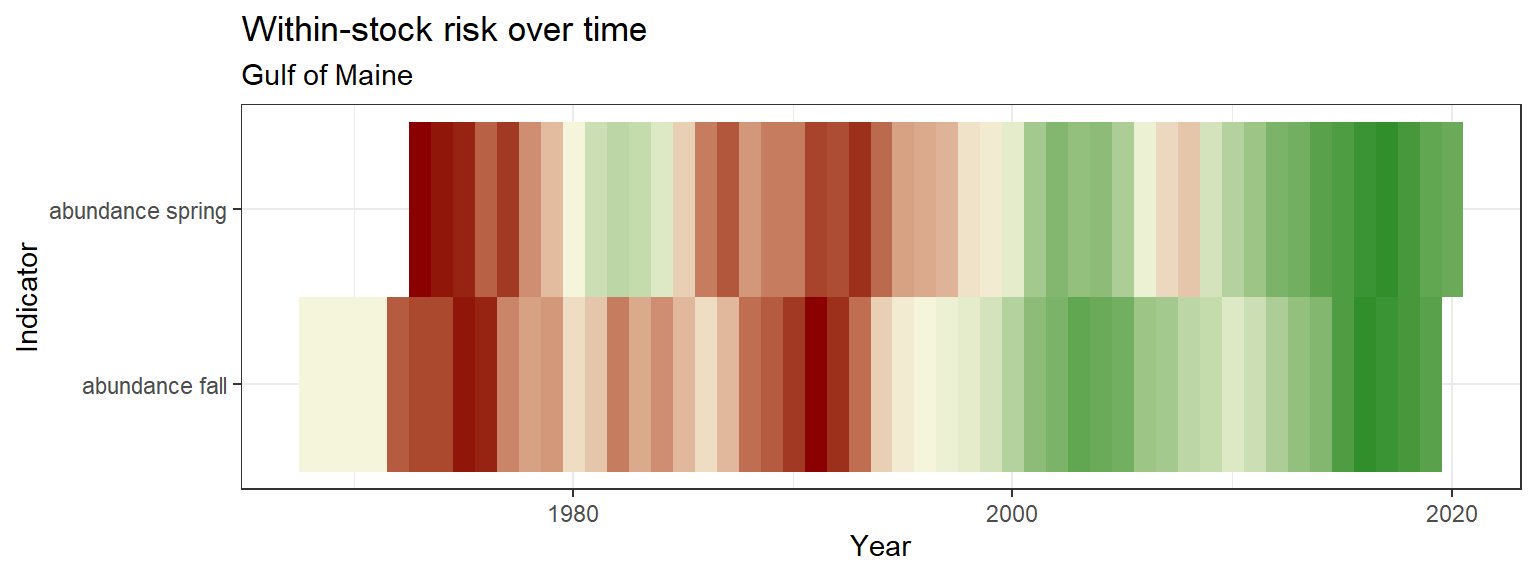 Within-stock risk over time
Gulf of Maine
abundance spring
abundance fall
Indicator
1980
2000
2020
Year